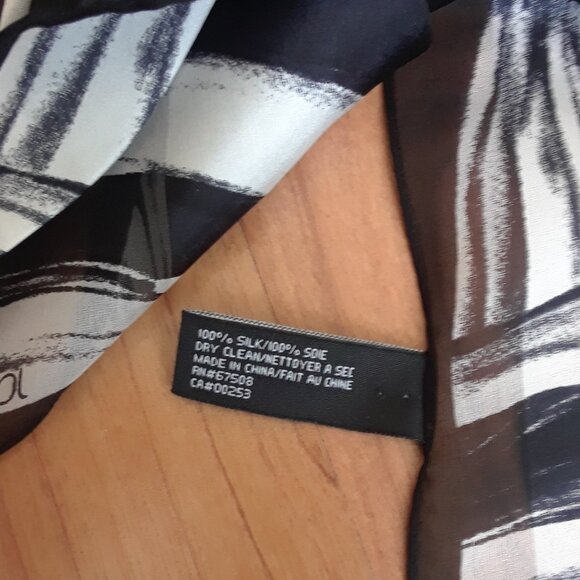 100% SILK/100% SOIE
DRY CLEAN/NETTOYER A SEC
MADE IN CHINA/FAIT AU CHINE
RN#67508
CA#00253